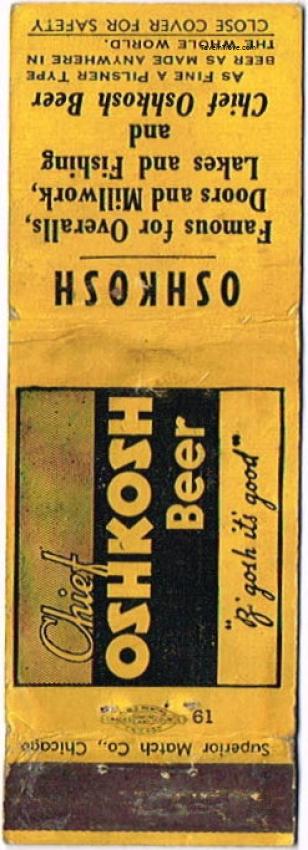 OSHKOSH
Famous for Overalls,
Doors and Millwork,
Lakes and Fishing
and
Chief Oshkosh Beer
AS FINE A PILSNER TYPE
BEER AS MADE ANYWHERE IN
THE WHOLE WORLD.
CLOSE COVER FOR SAFETY
Chief
OSHKOSH
Beer
"B'gosh it's good"
19
Superior Match Co., Chicago